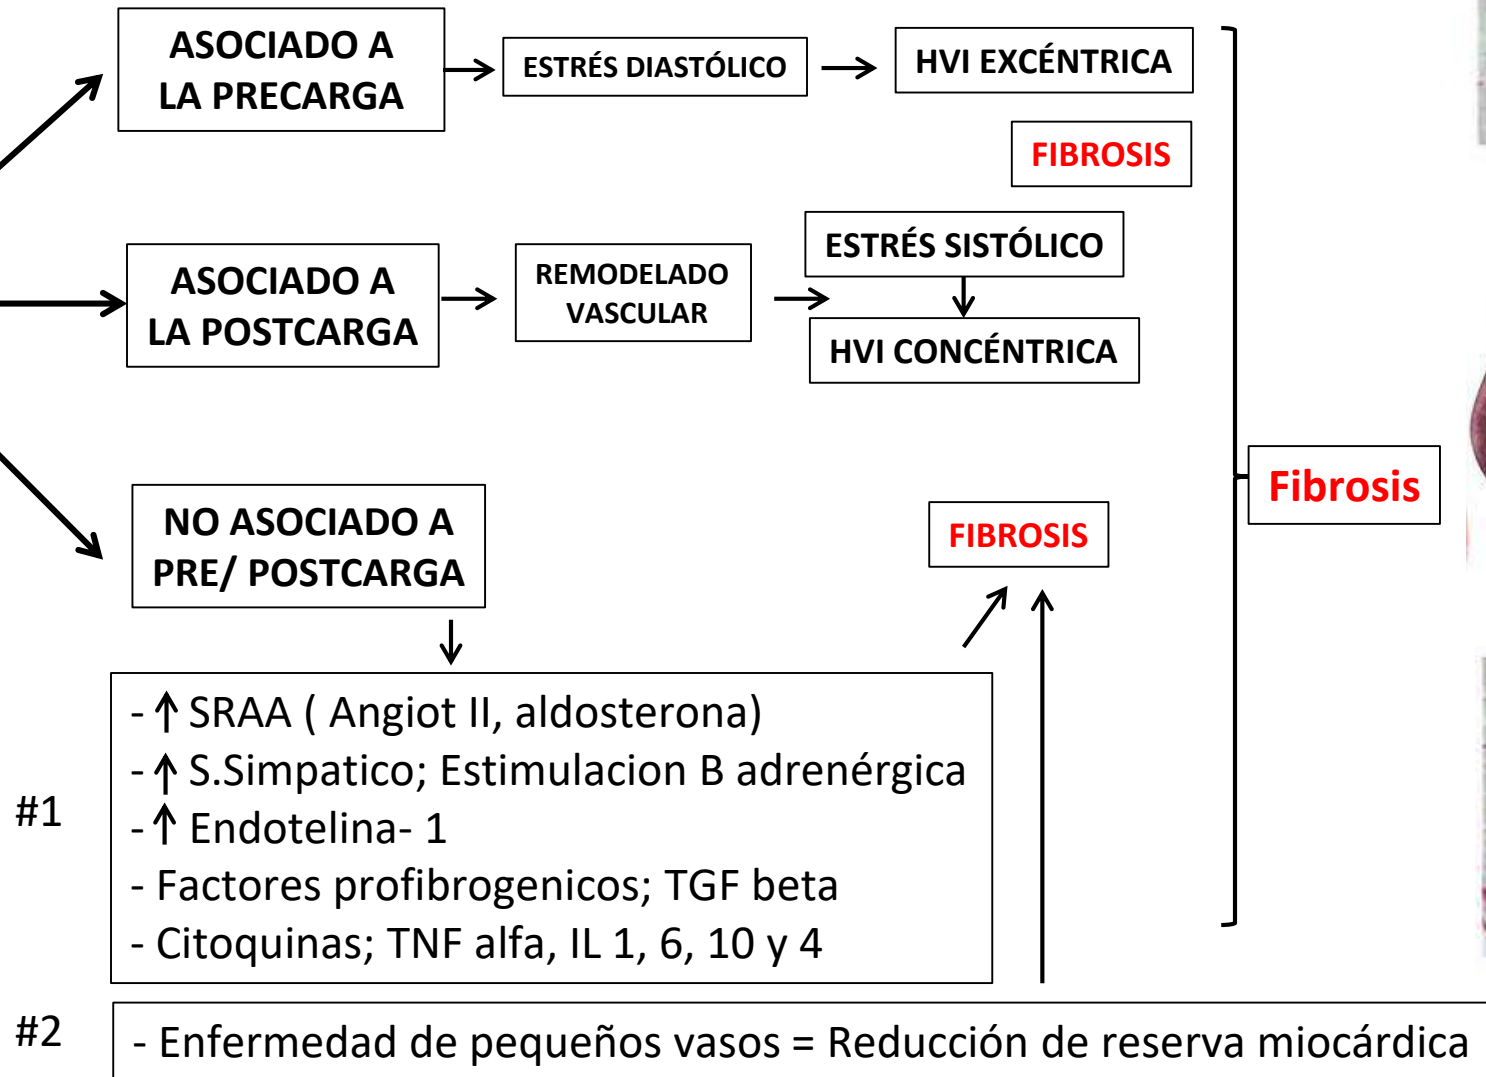 ASOCIADO A
LA PRECARGA
ESTRÉS DIASTÓLICO
HVI EXCÉNTRICA
FIBROSIS
ASOCIADO A
LA POSTCARGA
REMODELADO
VASCULAR
ESTRÉS SISTÓLICO
HVI CONCÉNTRICA
Fibrosis
NO ASOCIADO A
PRE/ POSTCARGA
FIBROSIS
#1
- ↑ SRAA ( Angiot II, aldosterona)
- ↑ S.Simpatico; Estimulacion B adrenérgica
- ↑ Endotelina- 1
- Factores profibrogenicos; TGF beta
- Citoquinas; TNF alfa, IL 1, 6, 10 y 4
#2
- Enfermedad de pequeños vasos = Reducción de reserva miocárdica